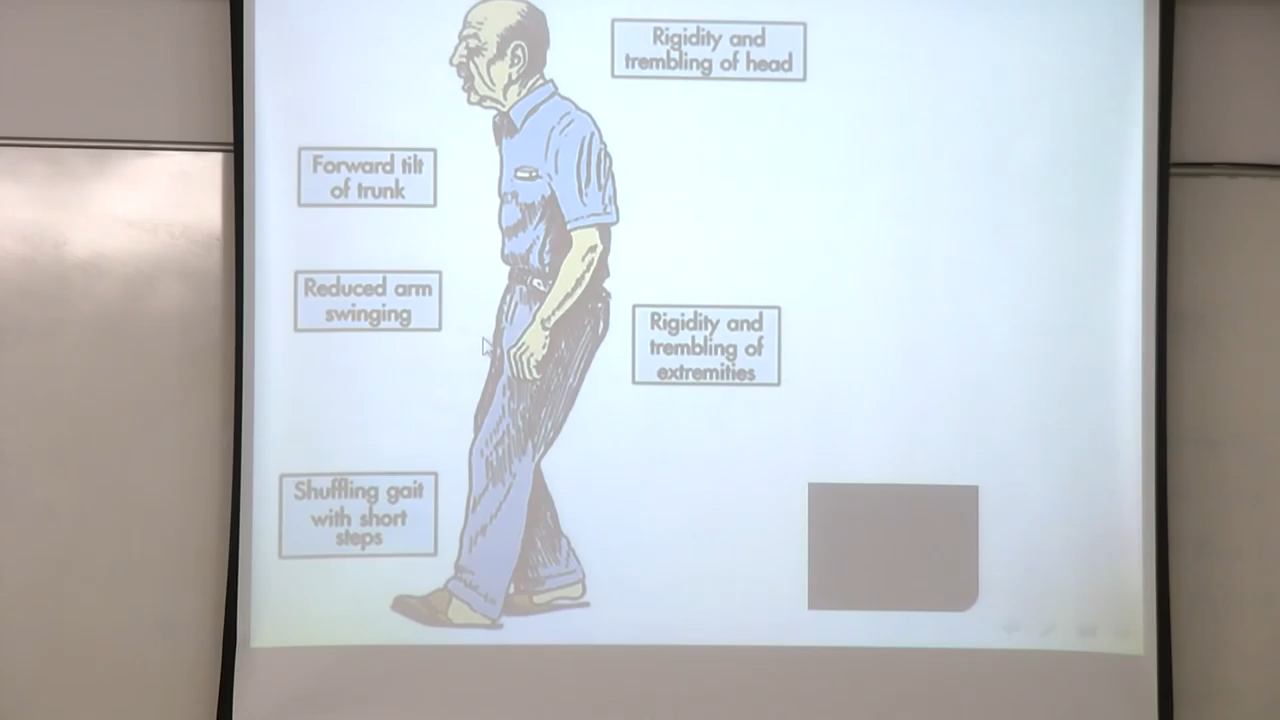 Rigidity and
trembling of head
Forward tilt
of trunk
Reduced arm
swinging
Rigidity and
trembling of
extremities
Shuffling gait
with short
steps